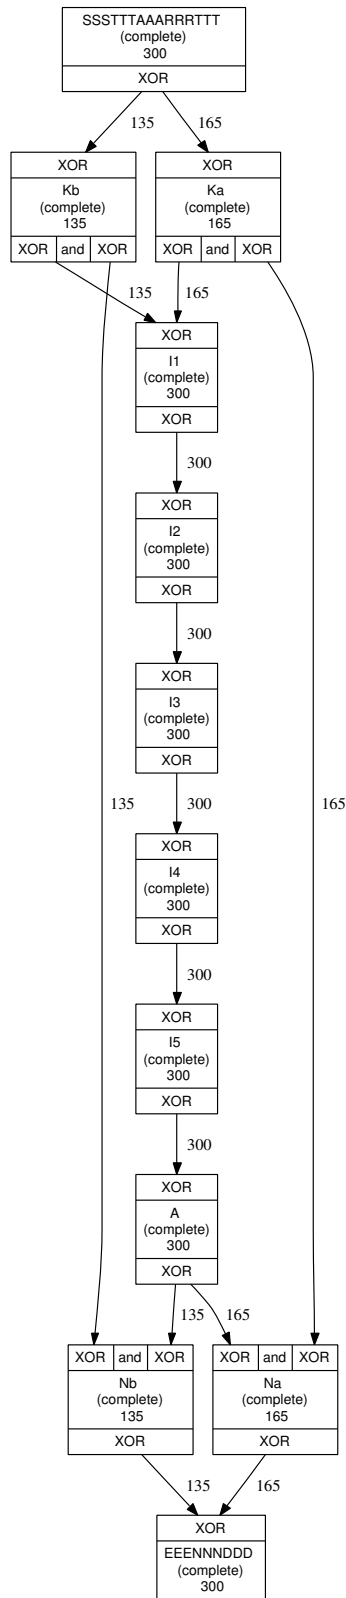 SSSTTTAAARRRTTT
(complete)
300
XOR
135
165
XOR
Kb
(complete)
135
XOR and XOR
XOR
Ka
(complete)
165
XOR and XOR
135
165
XOR
I1
(complete)
300
XOR
300
XOR
I2
(complete)
300
XOR
300
XOR
I3
(complete)
300
XOR
300
135
165
XOR
I4
(complete)
300
XOR
300
XOR
I5
(complete)
300
XOR
300
XOR
A
(complete)
300
XOR
135
165
XOR and XOR
Nb
(complete)
135
XOR
XOR and XOR
Na
(complete)
165
XOR
135
165
XOR
EEENNNDDD
(complete)
300